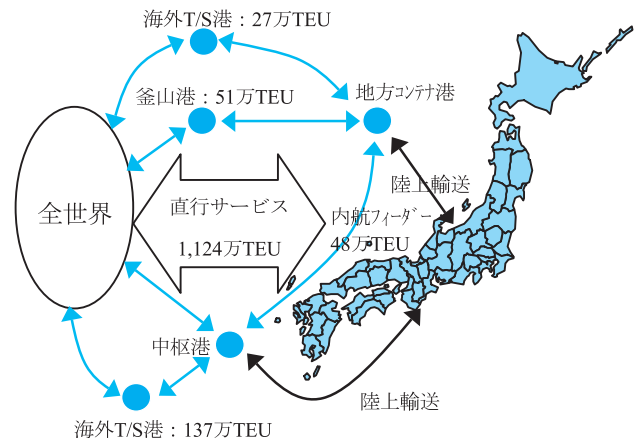 海外T/S港：27万TEU
釜山港：51万TEU
地方コンテナ港
陸上輸送
全世界
直行サービス
1,124万TEU
内航フィーダー
48万TEU
中枢港
陸上輸送
海外T/S港：137万TEU